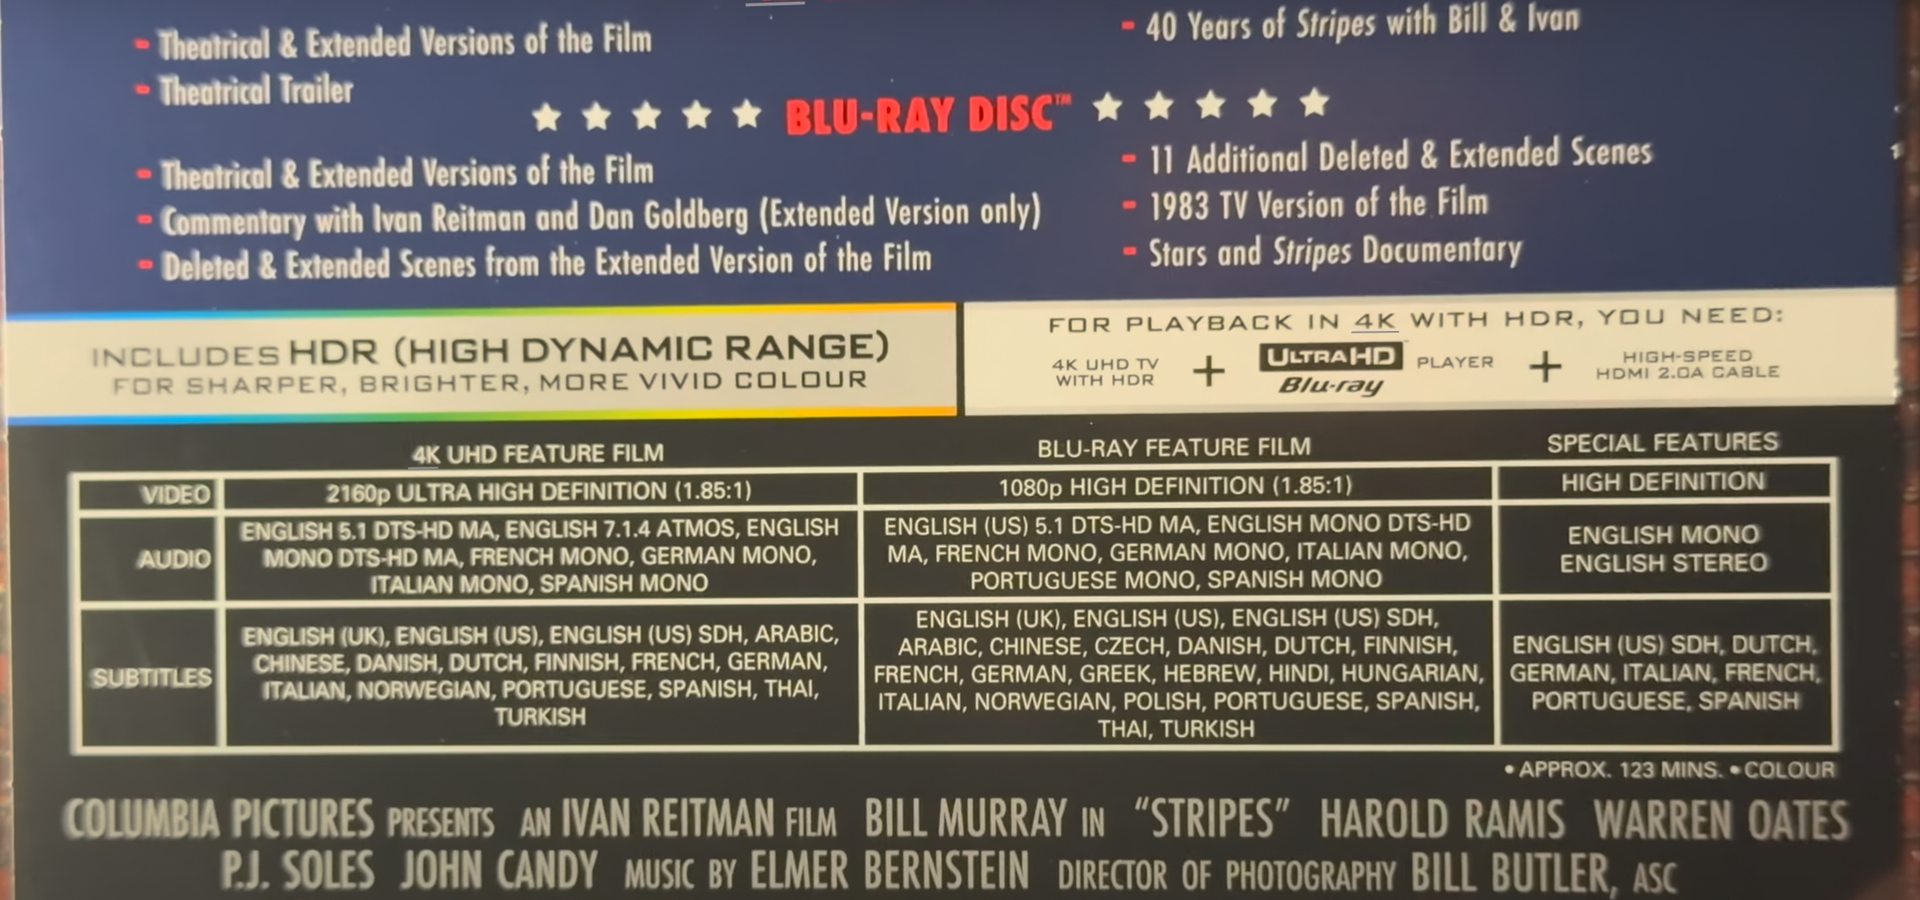 - Theatrical & Extended Versions of the Film
- Theatrical Trailer
- 40 Years of Stripes with Bill & Ivan
BLU-RAY DISC™
- Theatrical & Extended Versions of the Film
- Commentary with Ivan Reitman and Dan Goldberg (Extended Version only)
- Deleted & Extended Scenes from the Extended Version of the Film
- 11 Additional Deleted & Extended Scenes
- 1983 TV Version of the Film
- Stars and Stripes Documentary
INCLUDES HDR (HIGH DYNAMIC RANGE)
FOR SHARPER, BRIGHTER, MORE VIVID COLOUR
FOR PLAYBACK IN 4K WITH HDR, YOU NEED:
4K UHD TV
WITH HDR
+
ULTRA HD
Blu-ray
PLAYER
+
HIGH-SPEED
HDMI 2.0A CABLE
4K UHD FEATURE FILM
BLU-RAY FEATURE FILM
SPECIAL FEATURES
VIDEO
2160p ULTRA HIGH DEFINITION (1.85:1)
1080p HIGH DEFINITION (1.85:1)
HIGH DEFINITION
AUDIO
ENGLISH 5.1 DTS-HD MA, ENGLISH 7.1.4 ATMOS, ENGLISH
MONO DTS-HD MA, FRENCH MONO, GERMAN MONO,
ITALIAN MONO, SPANISH MONO
ENGLISH (US) 5.1 DTS-HD MA, ENGLISH MONO DTS-HD
MA, FRENCH MONO, GERMAN MONO, ITALIAN MONO,
PORTUGUESE MONO, SPANISH MONO
ENGLISH MONO
ENGLISH STEREO
SUBTITLES
ENGLISH (UK), ENGLISH (US), ENGLISH (US) SDH, ARABIC,
CHINESE, DANISH, DUTCH, FINNISH, FRENCH, GERMAN,
ITALIAN, NORWEGIAN, PORTUGUESE, SPANISH, THAI,
TURKISH
ENGLISH (UK), ENGLISH (US), ENGLISH (US) SDH,
ARABIC, CHINESE, CZECH, DANISH, DUTCH, FINNISH,
FRENCH, GERMAN, GREEK, HEBREW, HINDI, HUNGARIAN,
ITALIAN, NORWEGIAN, POLISH, PORTUGUESE, SPANISH,
THAI, TURKISH
ENGLISH (US) SDH, DUTCH,
GERMAN, ITALIAN, FRENCH,
PORTUGUESE, SPANISH
• APPROX. 123 MINS. • COLOUR
COLUMBIA PICTURES PRESENTS AN IVAN REITMAN FILM BILL MURRAY IN "STRIPES" HAROLD RAMIS WARREN OATES
P.J. SOLES JOHN CANDY MUSIC BY ELMER BERNSTEIN DIRECTOR OF PHOTOGRAPHY BILL BUTLER, ASC